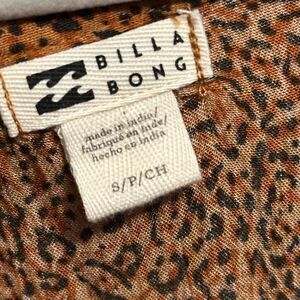 BILLA
BONG
made in india/
fabriqué en inde/
hecho en india
S/P/CH